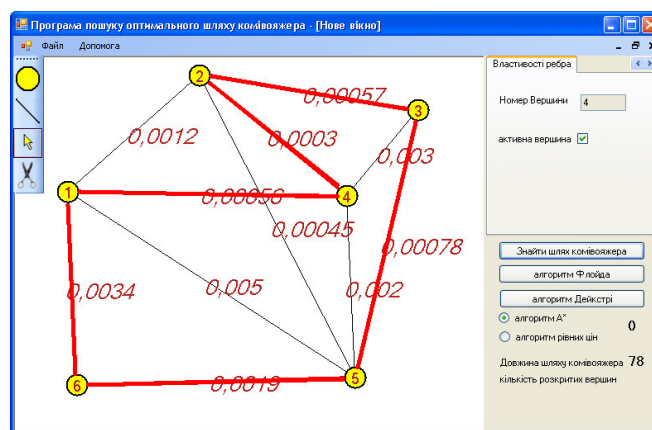 Програма пошуку оптимального шляху комівояжера - [Нове вікно]
Файл Допомога
Властивості ребра
Номер Вершини 4
активна вершина
Знайти шлях комівояжера
алгоритм Флойда
алгоритм Дейкстрі
алгоритм А*
0
алгоритм рівних цін
Довжина шляху комівояжера 78
кількість розкритих вершин
2
0,00057
3
0,0012
0,0003
0,003
1
0,00056
4
0,00045
0,00078
0,0034
0,005
0,002
6
0,0019
5